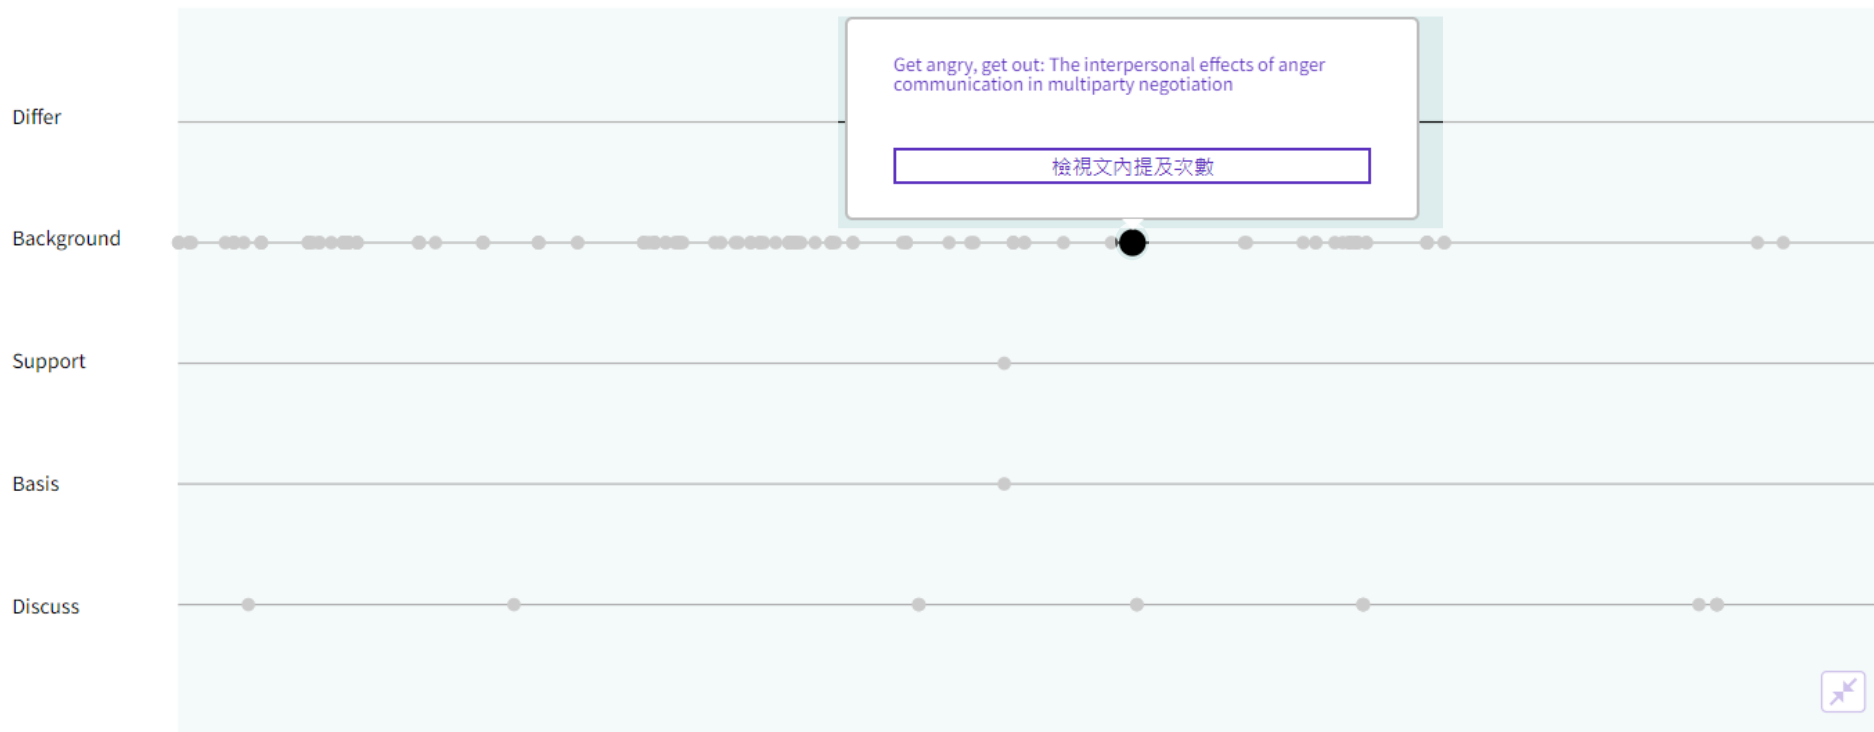 Get angry, get out: The interpersonal effects of anger
communication in multiparty negotiation
檢視文內提及次數
Differ
Background
Support
Basis
Discuss